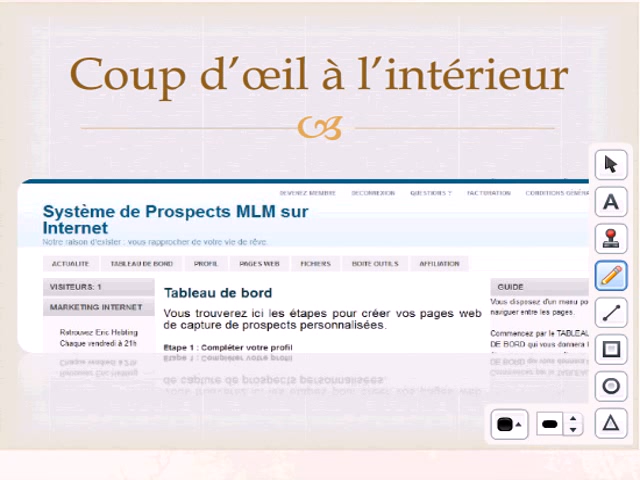 Coup d’œil à l’intérieur
DEVENEZ MEMBRE DECONNEXION QUESTIONS ? FACTURATION CONDITIONS GÉNÉRA
Système de Prospects MLM sur
Internet
Notre raison d'exister : vous rapprocher de votre vie de rêve.
ACTUALITÉ TABLEAU DE BORD PROFIL PAGES WEB FICHIERS BOITE OUTILS AFFILIATION
VISITEURS: 1
MARKETING INTERNET
Retrouvez Eric Hebting
Chaque vendredi à 21h
Tableau de bord
Vous trouverez ici les étapes pour créer vos pages web
de capture de prospects personnalisées.
Etape 1 : Compléter votre profil
GUIDE
Vous disposez d'un menu po
naviguer entre les pages.
Commencez par le TABLEAU
DE BORD qui vous donnera l
A